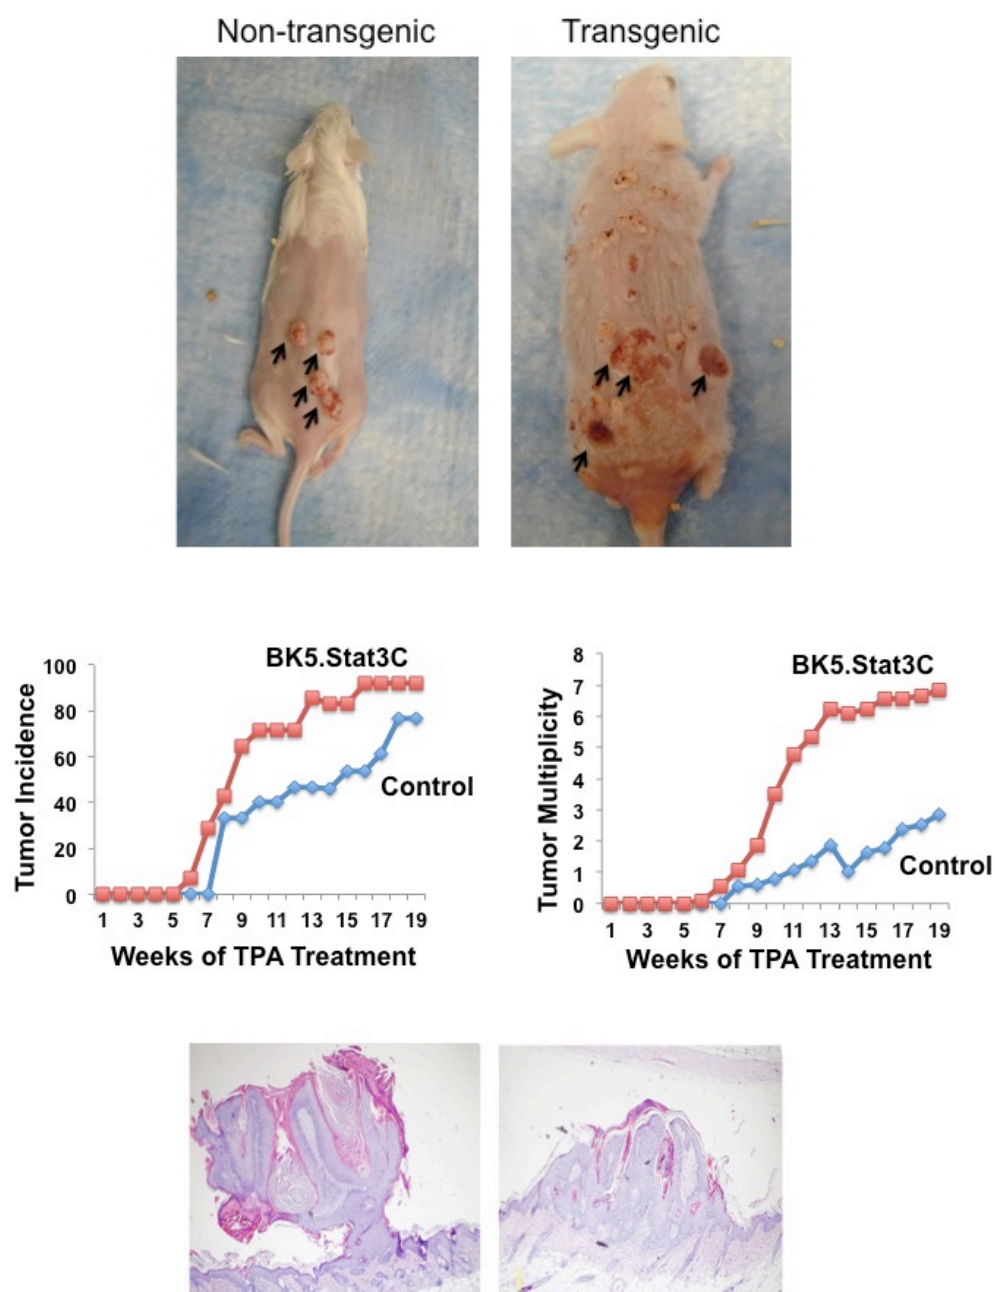 Non-transgenic
Transgenic
BK5.Stat3C
Control
Tumor Incidence
100
80
60
40
20
0
1 3 5 7 9 11 13 15 17 19
Weeks of TPA Treatment
BK5.Stat3C
Control
Tumor Multiplicity
8
7
6
5
4
3
2
1
0
1 3 5 7 9 11 13 15 17 19
Weeks of TPA Treatment